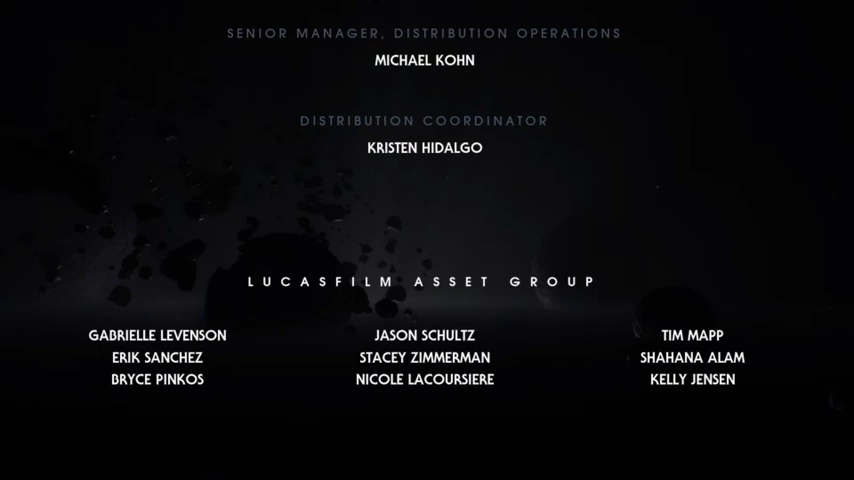 SENIOR MANAGER, DISTRIBUTION OPERATIONS
MICHAEL KOHN
DISTRIBUTION COORDINATOR
KRISTEN HIDALGO
LUCASFILM ASSET GROUP
GABRIELLE LEVENSON JASON SCHULTZ TIM MAPP
ERIK SANCHEZ STACEY ZIMMERMAN SHAHANA ALAM
BRYCE PINKOS NICOLE LACOURSIERE KELLY JENSEN